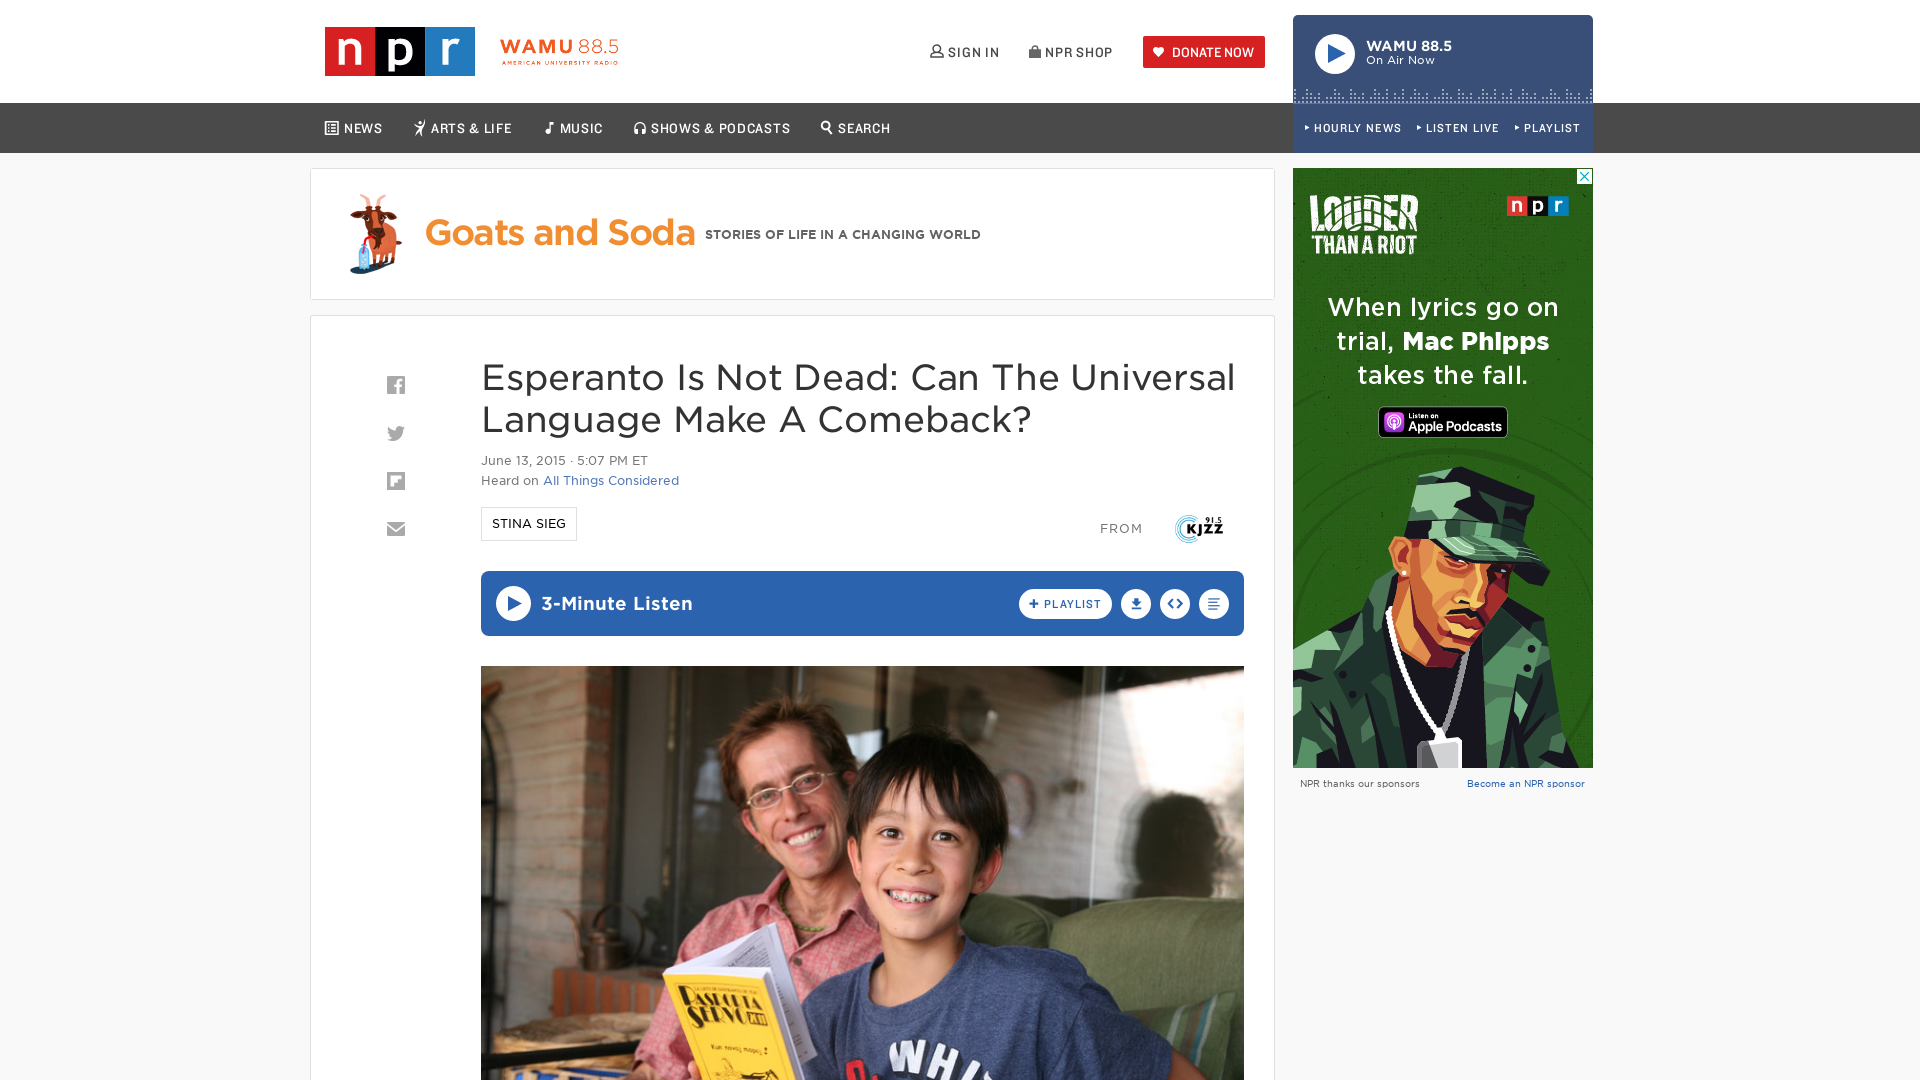 npr
WAMU 88.5
AMERICAN UNIVERSITY RADIO
SIGN IN
NPR SHOP
DONATE NOW
WAMU 88.5
On Air Now
NEWS
ARTS & LIFE
MUSIC
SHOWS & PODCASTS
SEARCH
HOURLY NEWS
LISTEN LIVE
PLAYLIST
Goats and Soda
STORIES OF LIFE IN A CHANGING WORLD
Esperanto Is Not Dead: Can The Universal
Language Make A Comeback?
June 13, 2015 · 5:07 PM ET
Heard on All Things Considered
STINA SIEG
FROM
91.5
KJZZ
3-Minute Listen
+ PLAYLIST
PASPORTA
SERVO
WHI
LOUDER
THAN A RIOT
npr
When lyrics go on
trial, Mac Phipps
takes the fall.
Listen on
Apple Podcasts
NPR thanks our sponsors
Become an NPR sponsor